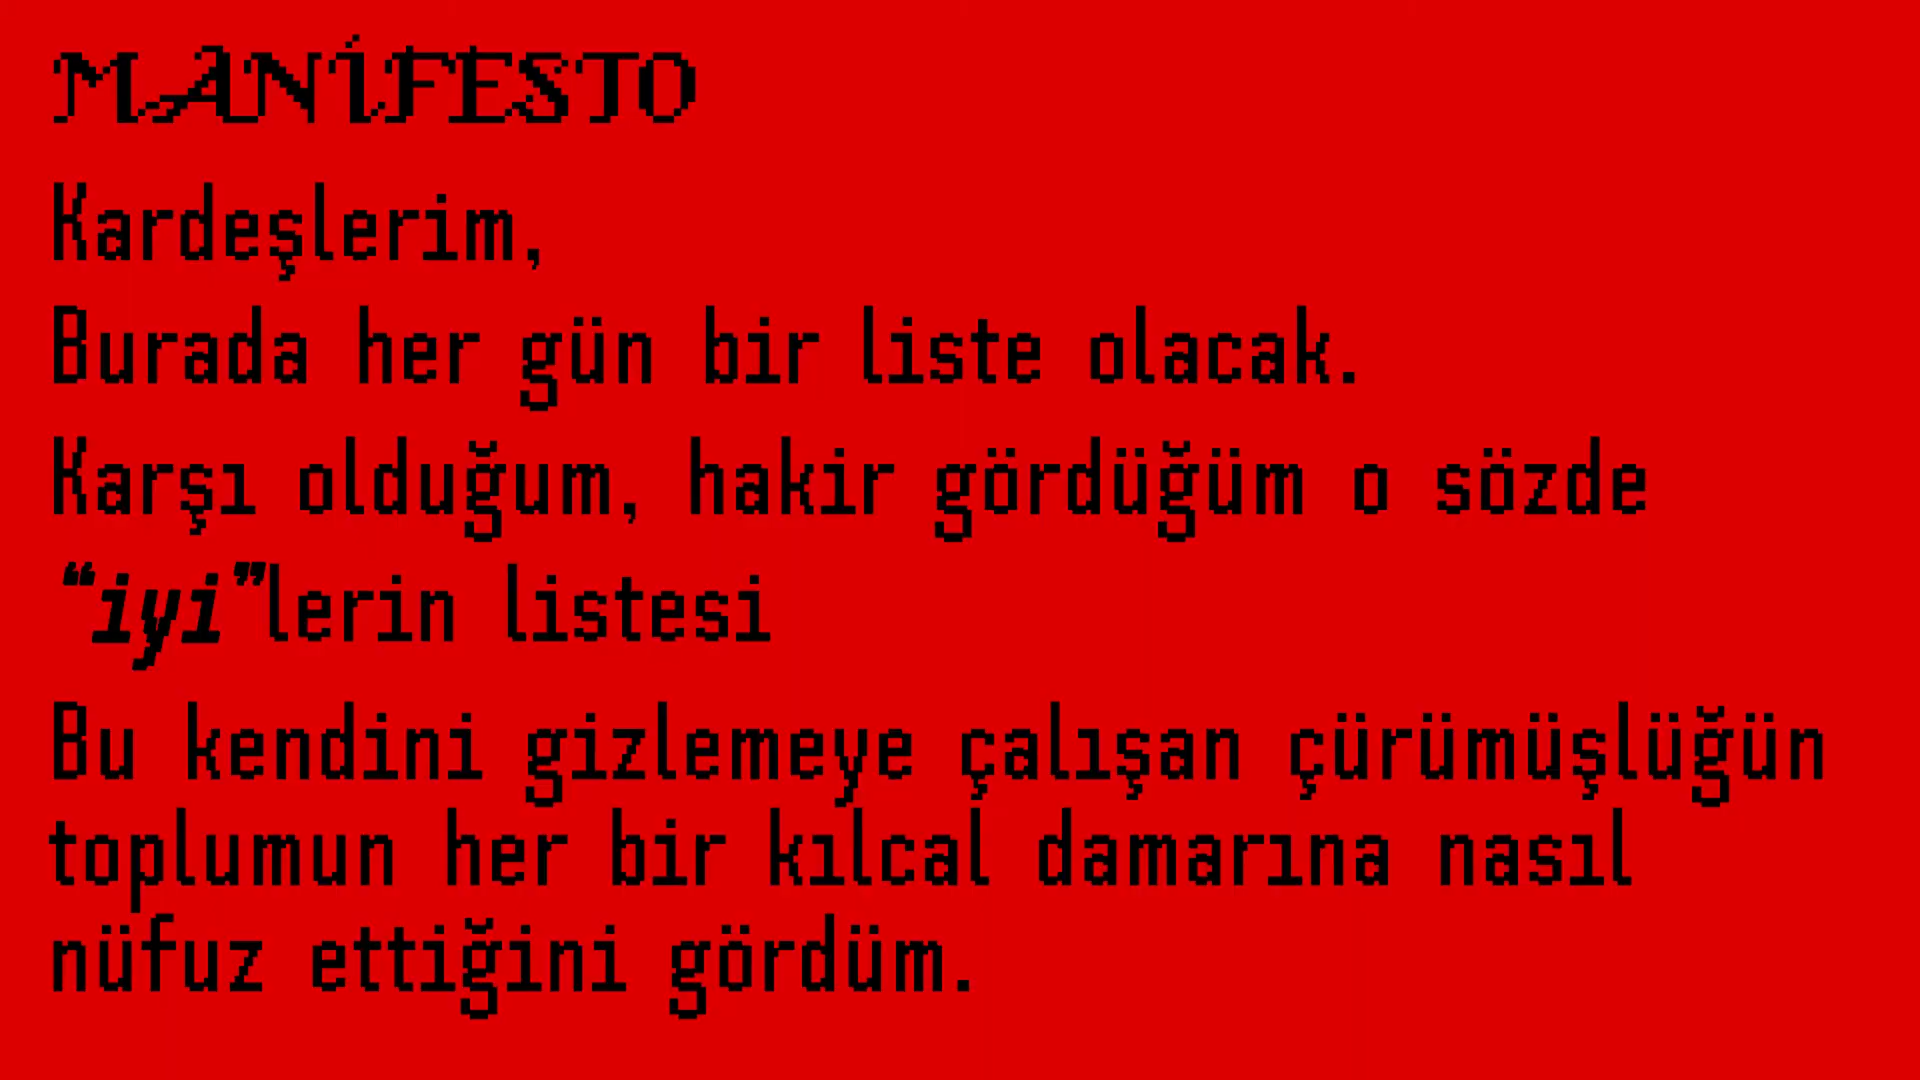 MANİFESTO
Kardeşlerim,
Burada her gün bir liste olacak.
Karşı olduğum, hakir gördüğüm o sözde
“iyi”lerin listesi
Bu kendini gizlemeye çalışan çürümüşlüğün
toplumun her bir kılcal damarına nasıl
nüfuz ettiğini gördüm.